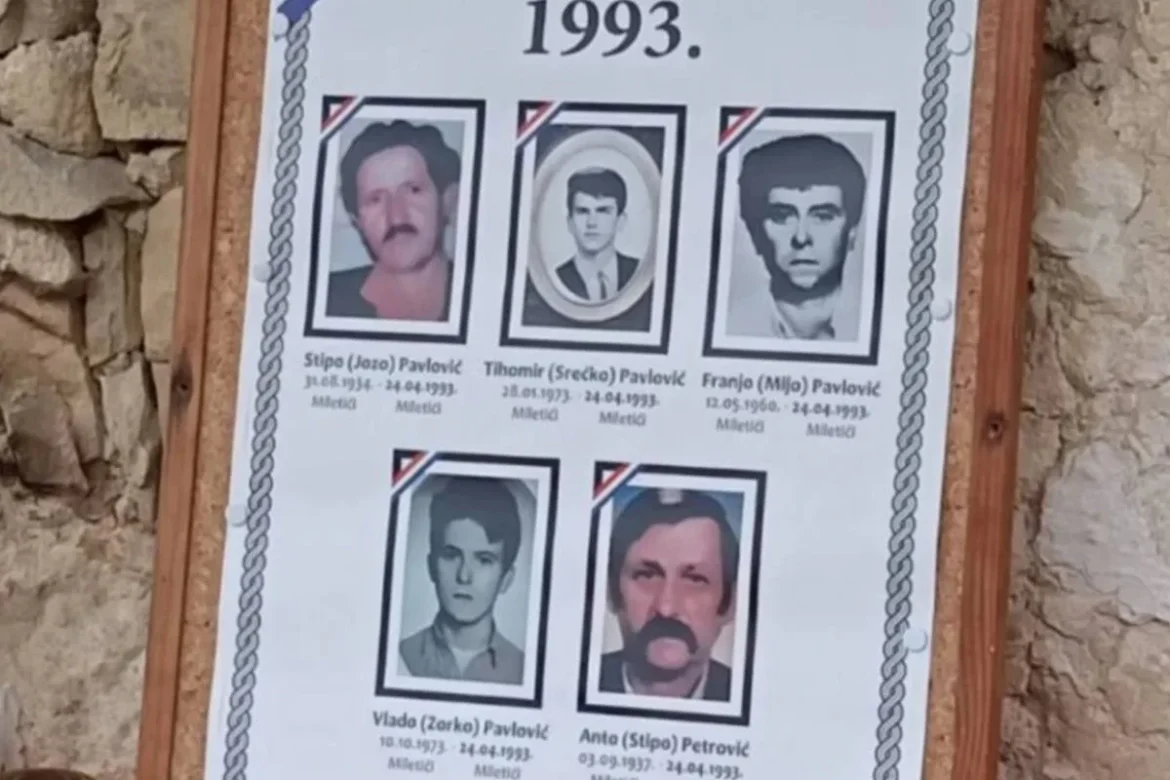 1993.
Stipo (Jozo) Pavlović
31.08.1934. - 24.04.1993.
Miletići Miletići
Tihomir (Srećko) Pavlović
28.01.1973. - 24.04.1993.
Miletići Miletići
Franjo (Mijo) Pavlović
12.05.1960. - 24.04.1993.
Miletići Miletići
Vlado (Zorko) Pavlović
10.10.1973. - 24.04.1993.
Miletići Miletići
Anto (Stipo) Petrović
03.09.1937. - 24.04.1993.